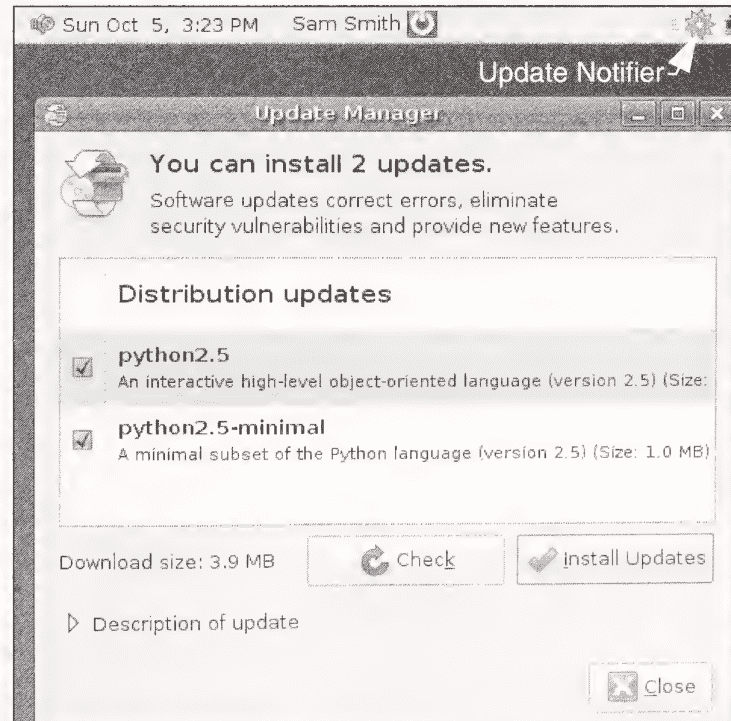 Sun Oct 5, 3:23 PM Sam Smith
Update Notifier
Update Manager
You can install 2 updates.
Software updates correct errors, eliminate
security vulnerabilities and provide new features.
Distribution updates
python2.5
An interactive high-level object-oriented language (version 2.5) (Size:
python2.5-minimal
A minimal subset of the Python language (version 2.5) (Size: 1.0 MB)
Download size: 3.9 MB Check Install Updates
Description of update
Close